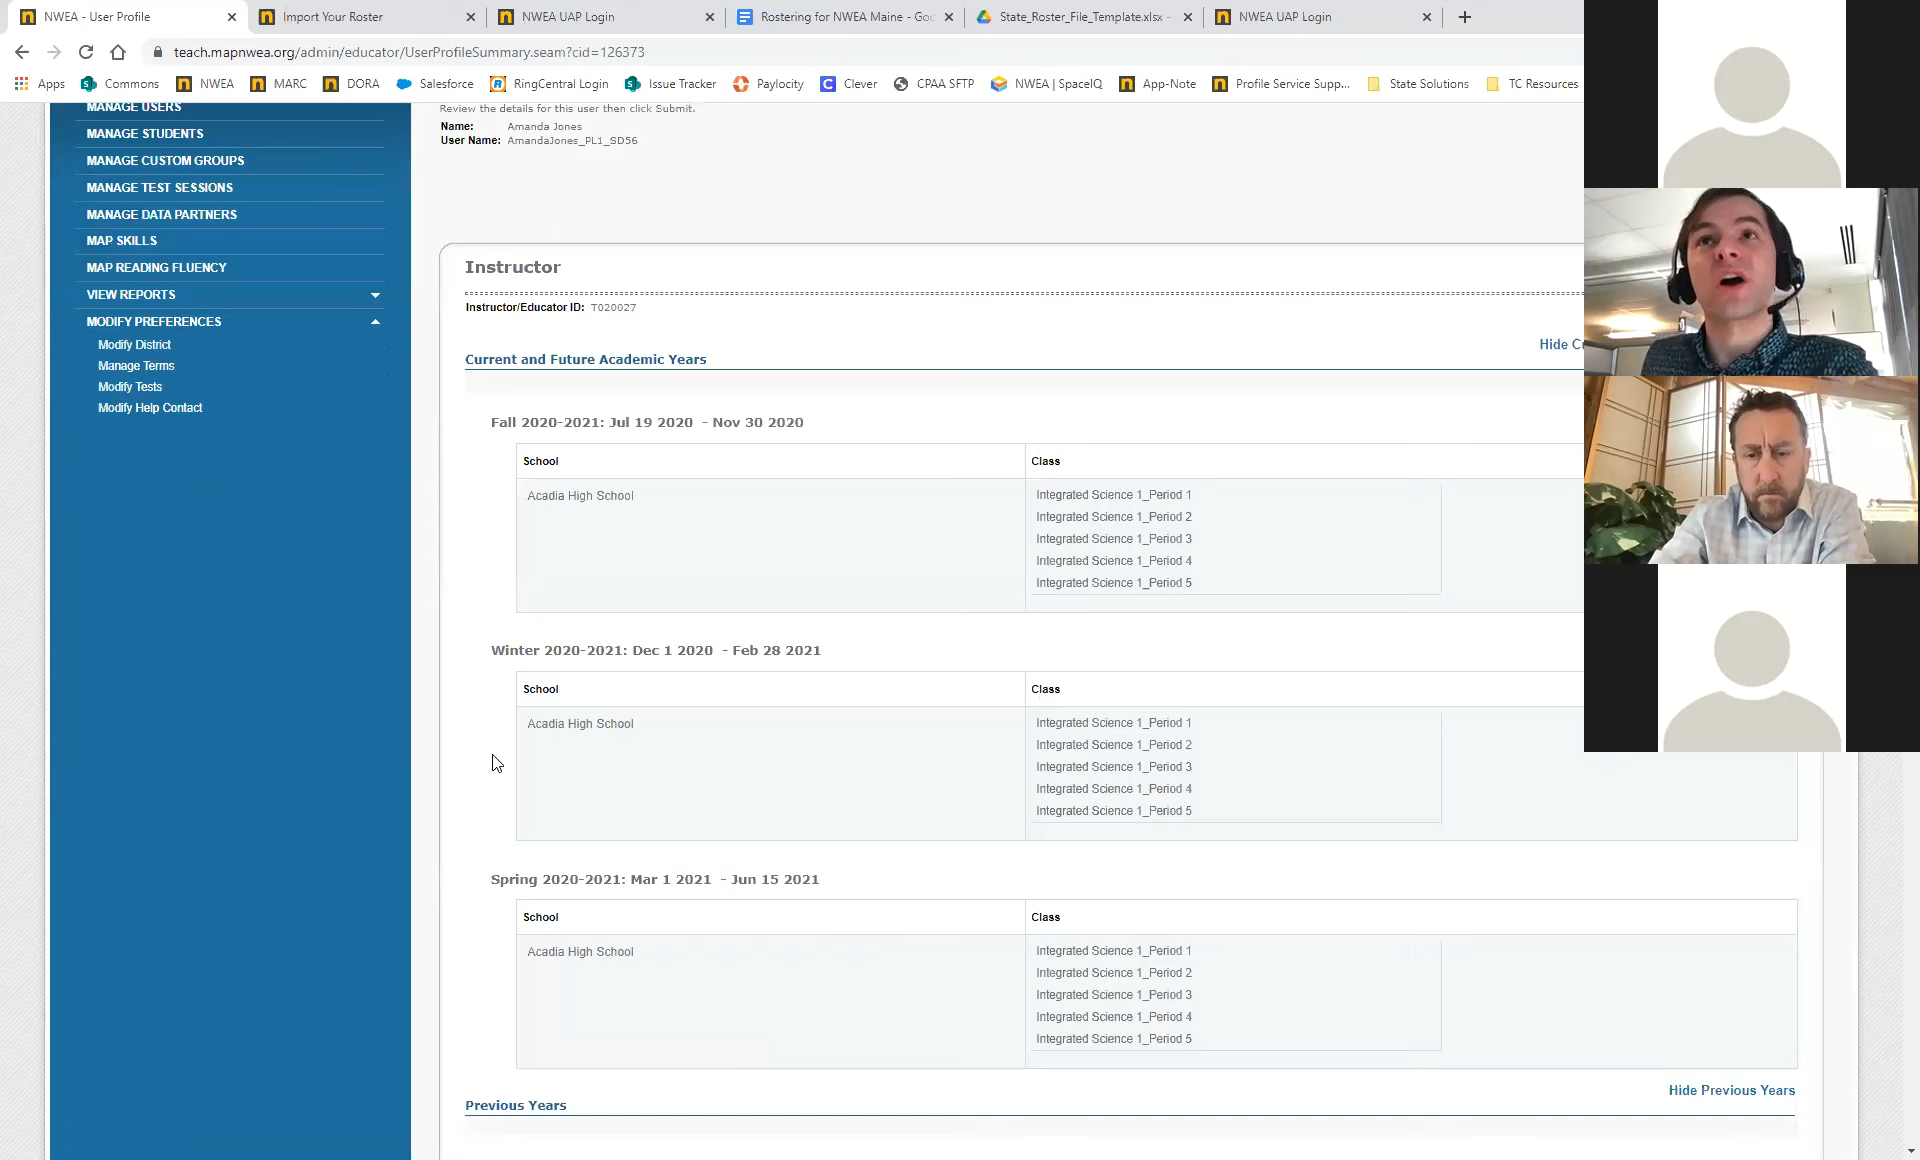 NWEA - User Profile
Import Your Roster
NWEA UAP Login
Rostering for NWEA Maine - Goo
State_Roster_File_Template.xlsx -
NWEA UAP Login
teach.mapnwea.org/admin/educator/UserProfileSummary.seam?cid=126373
Apps
Commons
NWEA
MARC
DORA
Salesforce
RingCentral Login
Issue Tracker
Paylocity
Clever
CPAA SFTP
NWEA | SpaceIQ
App-Note
Profile Service Supp...
State Solutions
TC Resources
MANAGE USERS
MANAGE STUDENTS
MANAGE CUSTOM GROUPS
MANAGE TEST SESSIONS
MANAGE DATA PARTNERS
MAP SKILLS
MAP READING FLUENCY
VIEW REPORTS
MODIFY PREFERENCES
Modify District
Manage Terms
Modify Tests
Modify Help Contact
Review the details for this user then click Submit.
Name: Amanda Jones
User Name: AmandaJones_PL1_SD56
Instructor
Instructor/Educator ID: T020027
Hide C
Current and Future Academic Years
Fall 2020-2021: Jul 19 2020 - Nov 30 2020
School Class
Acadia High School
Integrated Science 1_Period 1
Integrated Science 1_Period 2
Integrated Science 1_Period 3
Integrated Science 1_Period 4
Integrated Science 1_Period 5
Winter 2020-2021: Dec 1 2020 - Feb 28 2021
School Class
Acadia High School
Integrated Science 1_Period 1
Integrated Science 1_Period 2
Integrated Science 1_Period 3
Integrated Science 1_Period 4
Integrated Science 1_Period 5
Spring 2020-2021: Mar 1 2021 - Jun 15 2021
School Class
Acadia High School
Integrated Science 1_Period 1
Integrated Science 1_Period 2
Integrated Science 1_Period 3
Integrated Science 1_Period 4
Integrated Science 1_Period 5
Hide Previous Years
Previous Years